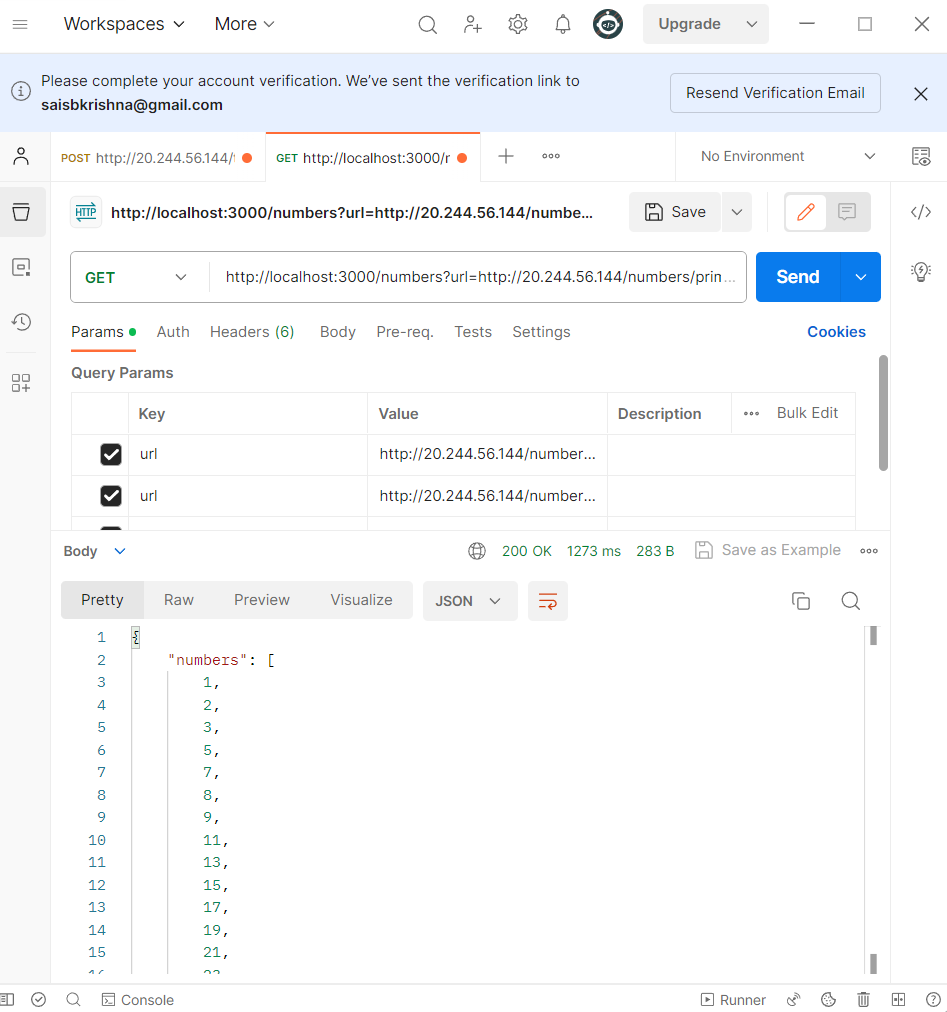 Workspaces More Upgrade
Please complete your account verification. We've sent the verification link to
saisbkrishna@gmail.com
Resend Verification Email
POST http://20.244.56.144/ GET http://localhost:3000/ No Environment
HTTP http://localhost:3000/numbers?url=http://20.244.56.144/numbe... Save
GET http://localhost:3000/numbers?url=http://20.244.56.144/numbers/prin... Send
Params Auth Headers (6) Body Pre-req. Tests Settings Cookies
Query Params
Key Value Description Bulk Edit
url http://20.244.56.144/number...
url http://20.244.56.144/number...
Body 200 OK 1273 ms 283 B Save as Example
Pretty Raw Preview Visualize JSON
1 {
2 "numbers": [
3 1,
4 2,
5 3,
6 5,
7 7,
8 8,
9 9,
10 11,
11 13,
12 15,
13 17,
14 19,
15 21,
Console Runner